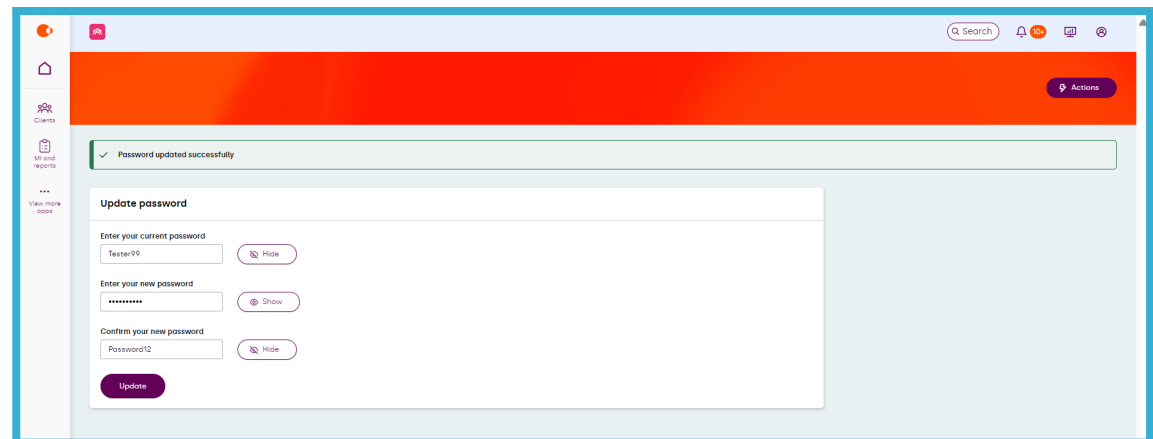 Search
10+
Actions
Clients
MI and
reports
View more
apps
Password updated successfully
Update password
Enter your current password
Tester99
Hide
Enter your new password
••••••••••
Show
Confirm your new password
Password12
Hide
Update